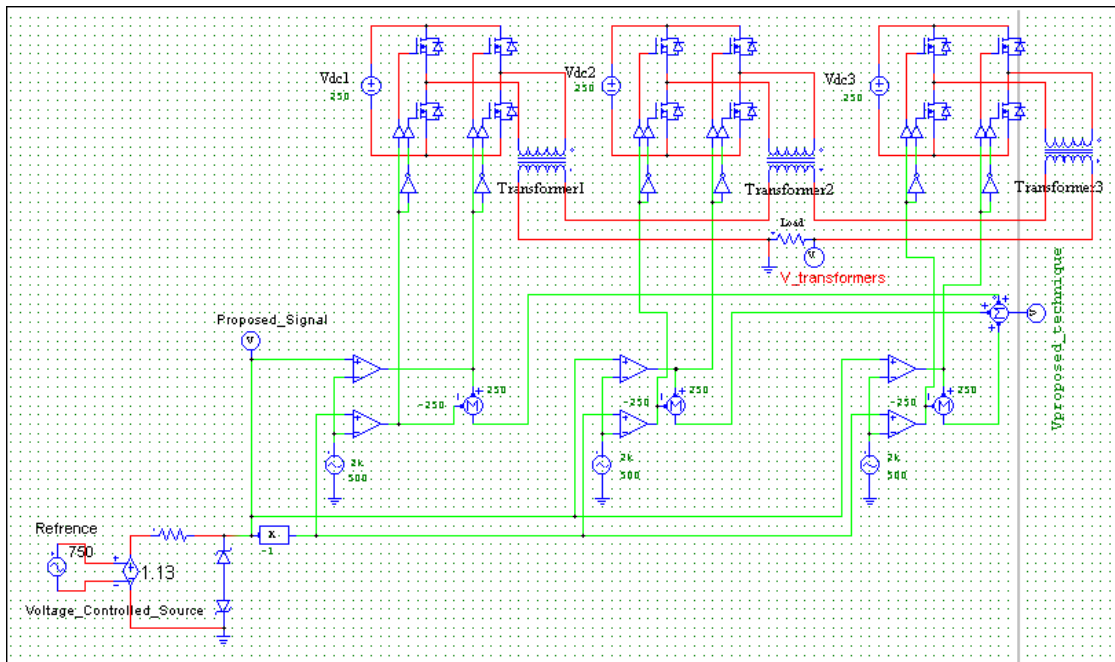 Vdc1
250
Vdc2
250
Vdc3
250
Transformer1
Transformer2
Transformer3
Load
V
V_transformers
Proposed_Signal
V
Σ
V
Vproposed_technique
250
-250
M
250
-250
M
250
-250
M
2k
500
2k
500
2k
500
Refrence
750
1.13
K
-1
Voltage_Controlled_Source